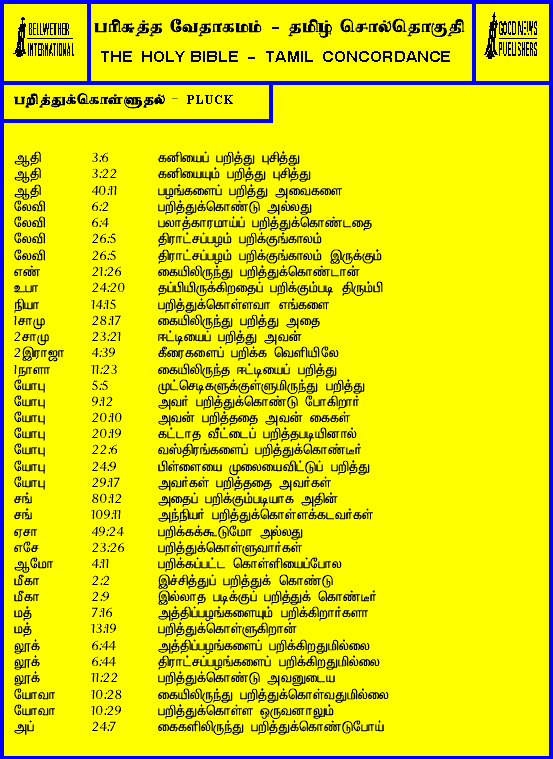 BELLWETHER
INTERNATIONAL
பரிசுத்த வேதாகமம் - தமிழ் சொல்தொகுதி
THE HOLY BIBLE - TAMIL CONCORDANCE
GOOD NEWS
PUBLISHERS
பறித்துக்கொள்ளுதல் - PLUCK
ஆதி 3:6 கனியைப் பறித்து புசித்து
ஆதி 3:22 கனியையும் பறித்து புசித்து
ஆதி 40:11 பழங்களைப் பறித்து அவைகளை
லேவி 6:2 பறித்துக்கொண்டு அல்லது
லேவி 6:4 பலாத்காரமாய்ப் பறித்துக்கொண்டதை
லேவி 26:5 திராட்சப்பழம் பறிக்குங்காலம்
லேவி 26:5 திராட்சப்பழம் பறிக்குங்காலம் இருக்கும்
எண் 21:26 கையிலிருந்து பறித்துக்கொண்டான்
உபா 24:20 தப்பியிருக்கிறதைப் பறிக்கும்படி திரும்பி
நியா 14:15 பறித்துக்கொள்ளவா எங்களை
1சாமு 28:17 கையிலிருந்து பறித்து அதை
2சாமு 23:21 ஈட்டியைப் பறித்து அவன்
2இராஜா 4:39 கீரைகளைப் பறிக்க வெளியிலே
1நாளா 11:23 கையிலிருந்த ஈட்டியைப் பறித்து
யோபு 5:5 முட்செடிகளுக்குள்ளுமிருந்து பறித்து
யோபு 9:12 அவர் பறித்துக்கொண்டு போகிறார்
யோபு 20:10 அவன் பறித்ததை அவன் கைகள்
யோபு 20:19 கட்டாத வீட்டைப் பறித்தபடியினால்
யோபு 22:6 வஸ்திரங்களைப் பறித்துக்கொண்டீர்
யோபு 24:9 பிள்ளையை முலையைவிட்டுப் பறித்து
யோபு 29:17 அவர்கள் பறித்ததை அவர்கள்
சங் 80:12 அதைப் பறிக்கும்படியாக அதின்
சங் 109:11 அந்நியர் பறித்துக்கொள்ளக்கடவர்கள்
ஏசா 49:24 பறிக்கக்கூடுமோ அல்லது
எசே 23:26 பறித்துக்கொள்ளுவார்கள்
ஆமோ 4:11 பறிக்கப்பட்ட கொள்ளியைப்போல
மீகா 2:2 இச்சித்துப் பறித்துக் கொண்டு
மீகா 2:9 இல்லாத படிக்குப் பறித்துக் கொண்டீர்
மத் 7:16 அத்திப்பழங்களையும் பறிக்கிறார்களா
மத் 13:19 பறித்துக்கொள்ளுகிறான்
லூக் 6:44 அத்திப்பழங்களைப் பறிக்கிறதுமில்லை
லூக் 6:44 திராட்சப்பழங்களைப் பறிக்கிறதுமில்லை
லூக் 11:22 பறித்துக்கொண்டு அவனுடைய
யோவா 10:28 கையிலிருந்து பறித்துக்கொள்வதுமில்லை
யோவா 10:29 பறித்துக்கொள்ள ஒருவனாலும்
அப் 24:7 கைகளிலிருந்து பறித்துக்கொண்டுபோய்